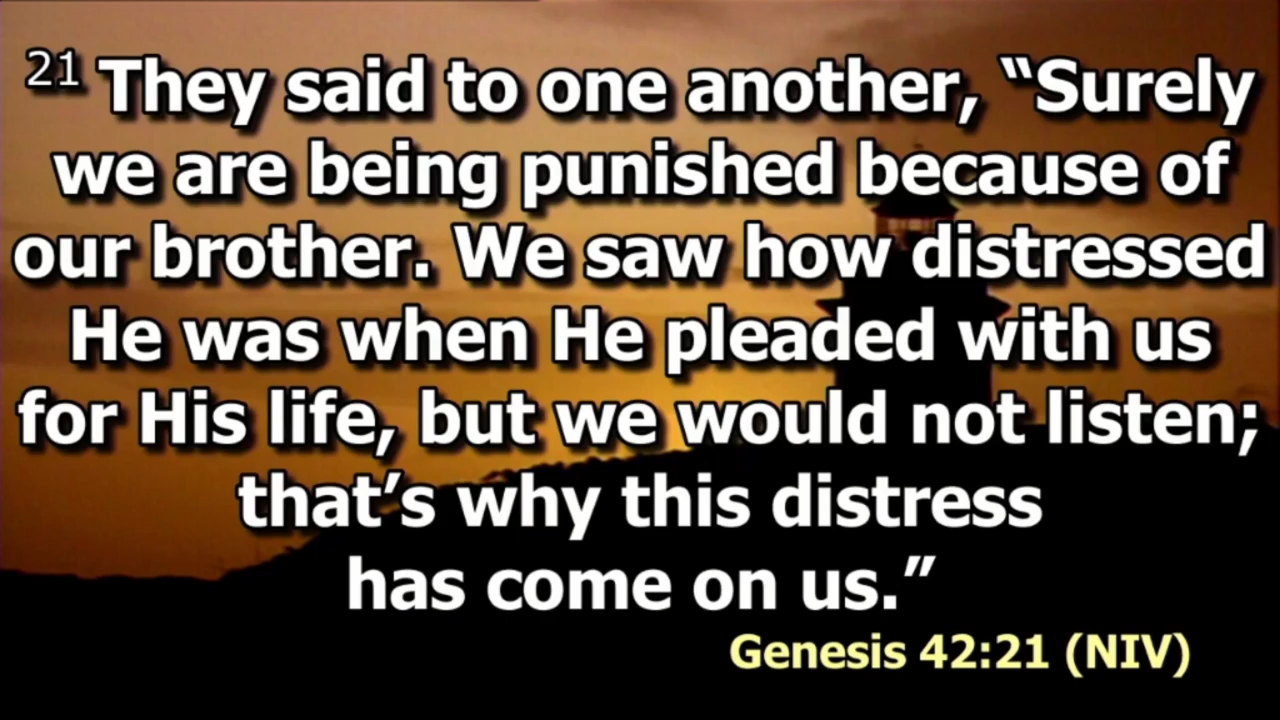 21 They said to one another, “Surely
we are being punished because of
our brother. We saw how distressed
He was when He pleaded with us
for His life, but we would not listen;
that’s why this distress
has come on us.”
Genesis 42:21 (NIV)